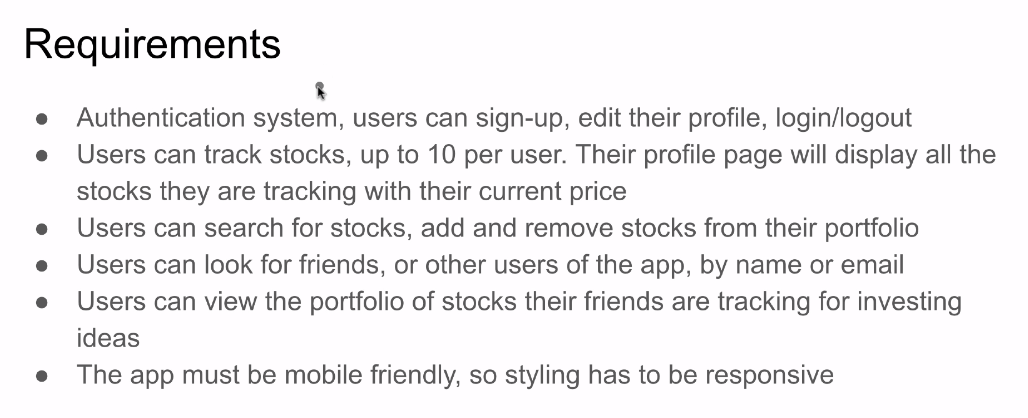 Requirements
● Authentication system, users can sign-up, edit their profile, login/logout
● Users can track stocks, up to 10 per user. Their profile page will display all the
stocks they are tracking with their current price
● Users can search for stocks, add and remove stocks from their portfolio
● Users can look for friends, or other users of the app, by name or email
● Users can view the portfolio of stocks their friends are tracking for investing
ideas
● The app must be mobile friendly, so styling has to be responsive